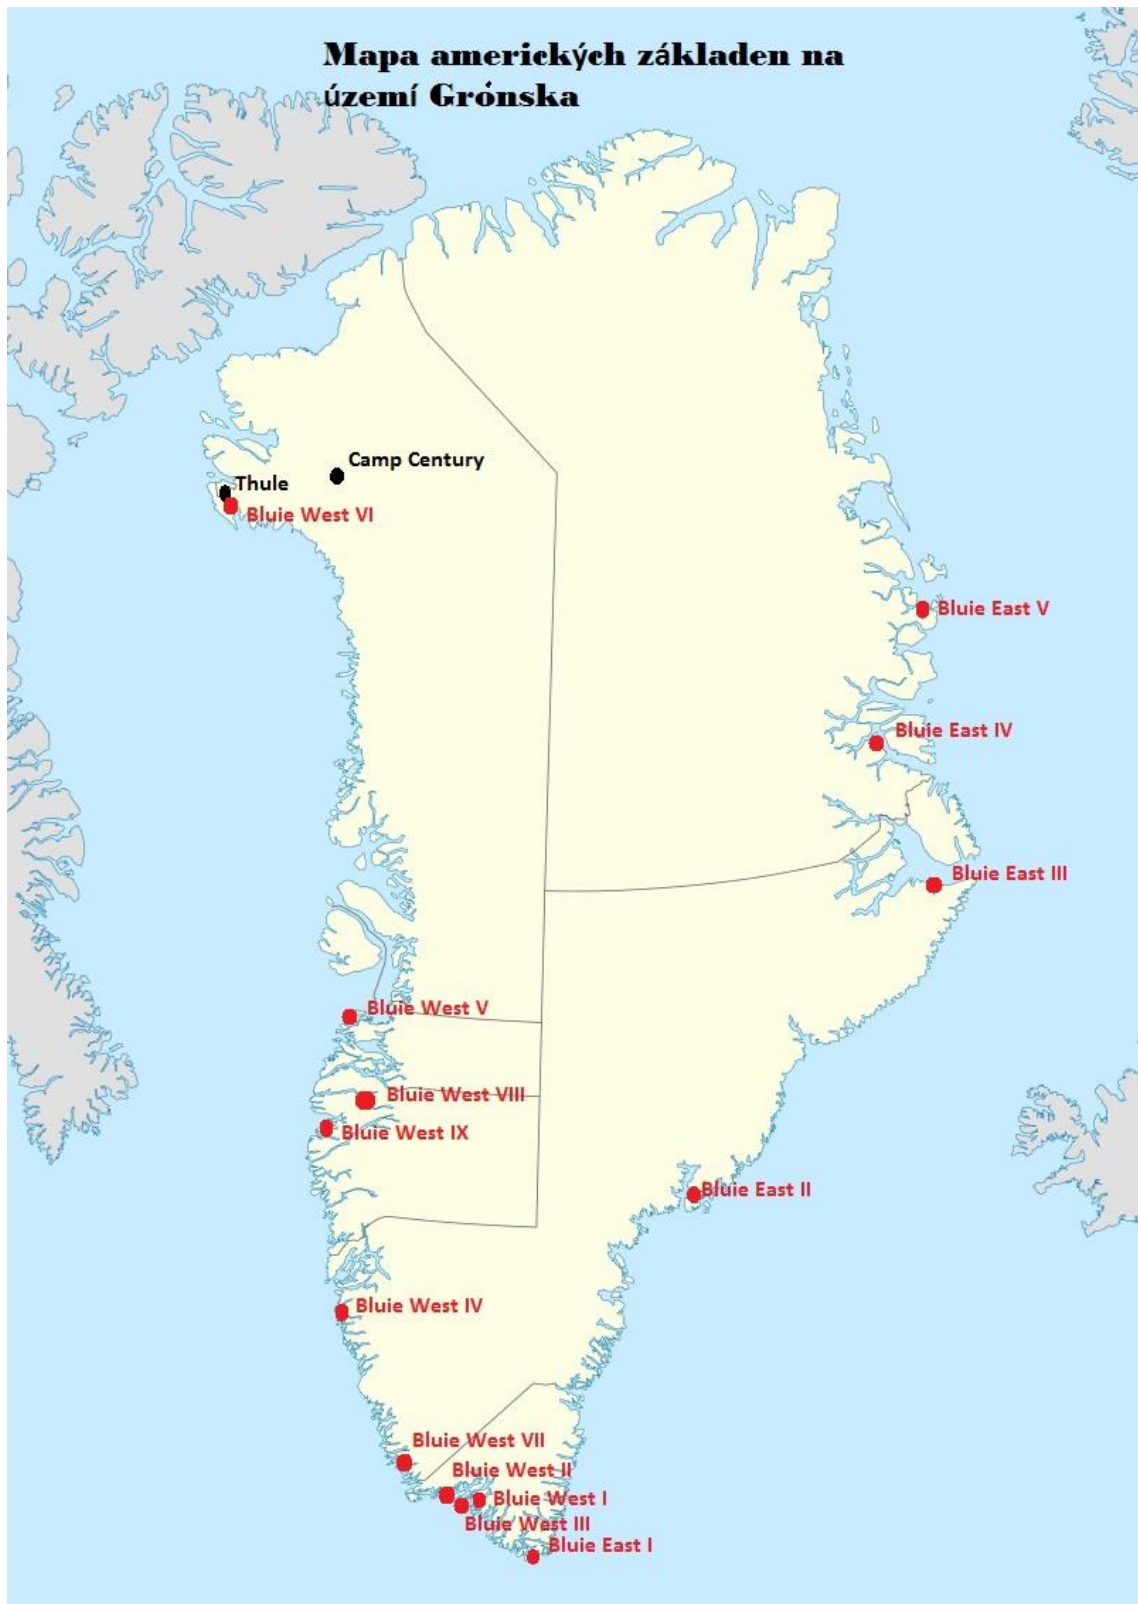 Mapa amerických základen na
území Grónska
Camp Century
Thule
Bluie West VI
Bluie East V
Bluie East IV
Bluie East III
Bluie West V
Bluie West VIII
Bluie West IX
Bluie East II
Bluie West IV
Bluie West VII
Bluie West II
Bluie West I
Bluie West III
Bluie East I